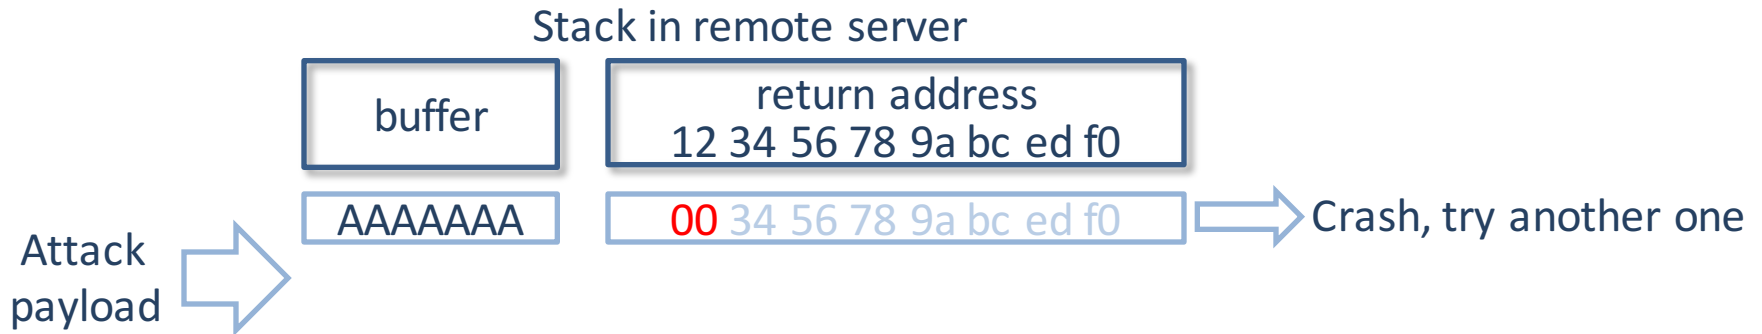 Stack in remote server
buffer
return address
12 34 56 78 9a bc ed f0
AAAAAAA
00 34 56 78 9a bc ed f0
Crash, try another one
Attack
payload